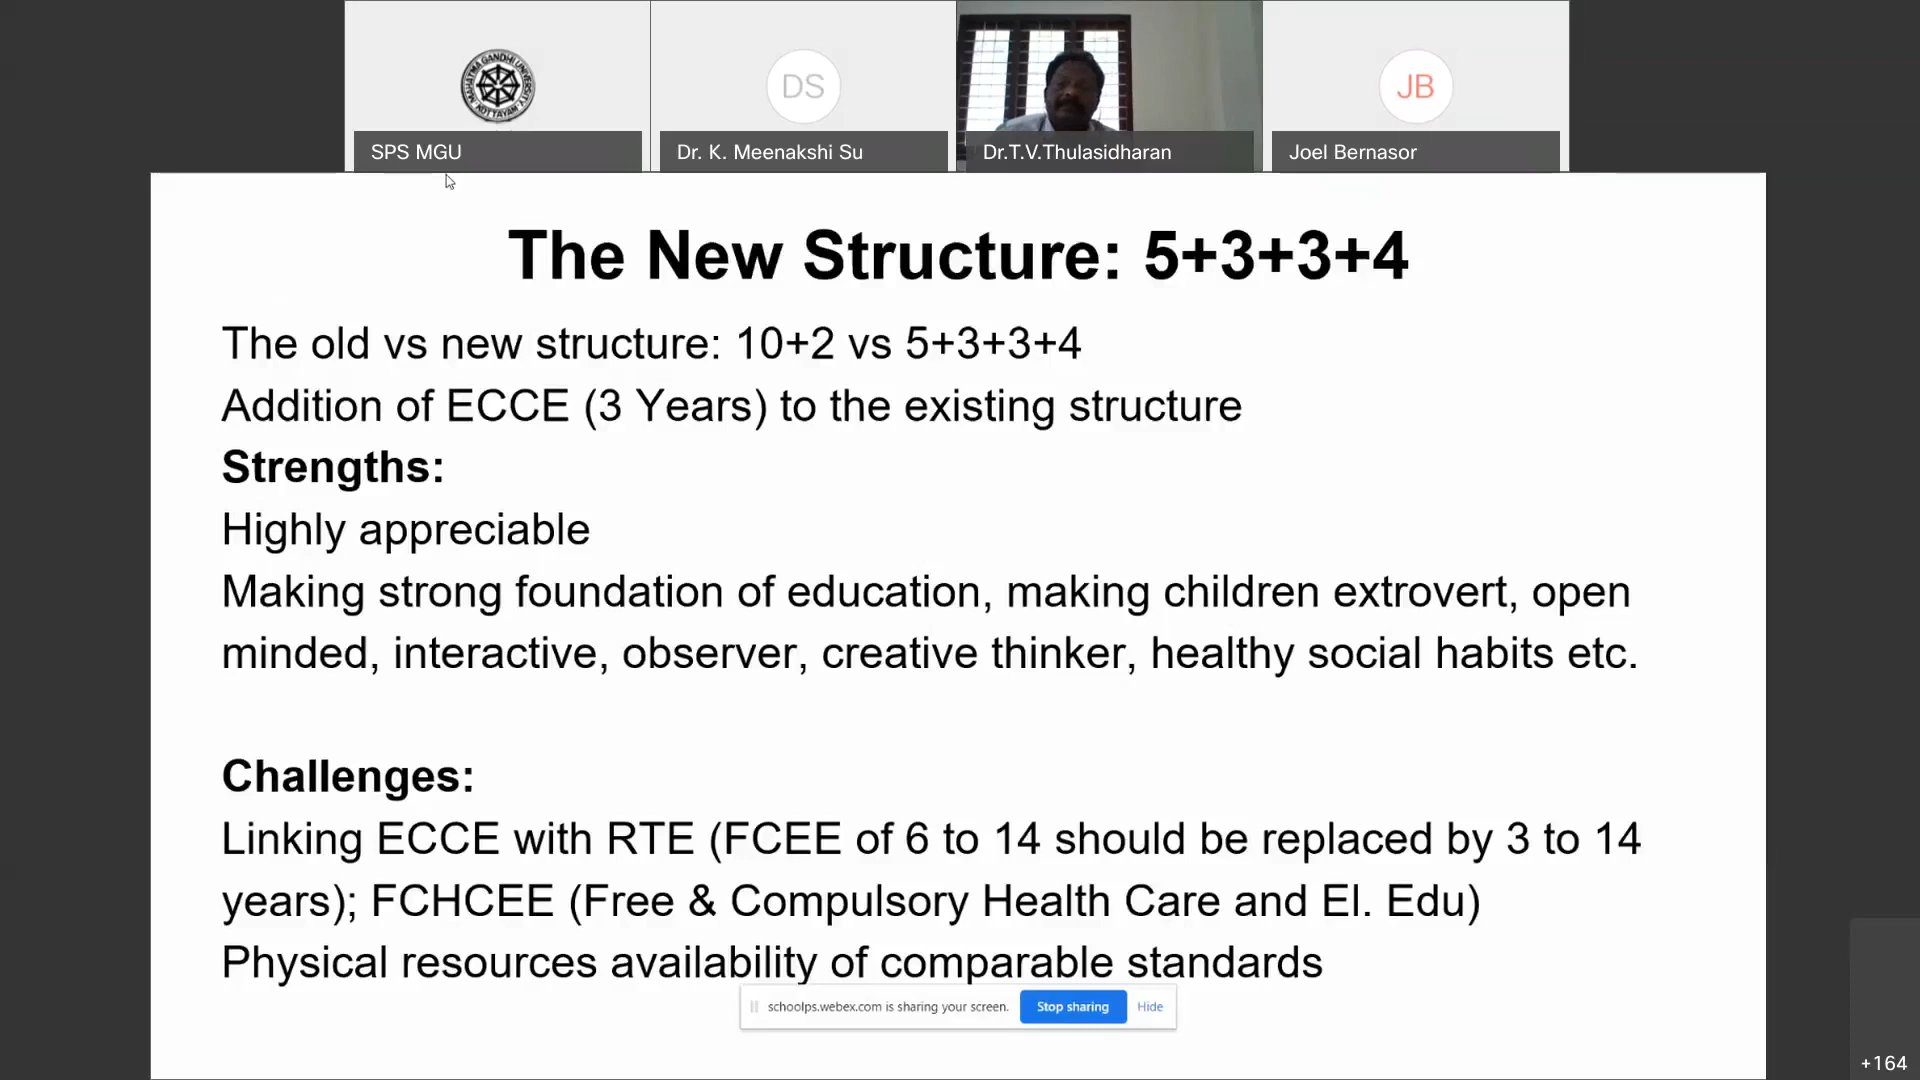 MAHATMA GANDHI UNIVERSITY
KOTTAYAM
DS
JB
SPS MGU
Dr. K. Meenakshi Su
Dr.T.V.Thulasidharan
Joel Bernasor
The New Structure: 5+3+3+4
The old vs new structure: 10+2 vs 5+3+3+4
Addition of ECCE (3 Years) to the existing structure
Strengths:
Highly appreciable
Making strong foundation of education, making children extrovert, open
minded, interactive, observer, creative thinker, healthy social habits etc.
Challenges:
Linking ECCE with RTE (FCEE of 6 to 14 should be replaced by 3 to 14
years); FCHCEE (Free & Compulsory Health Care and El. Edu)
Physical resources availability of comparable standards
schoolps.webex.com is sharing your screen.
Stop sharing
Hide
+164